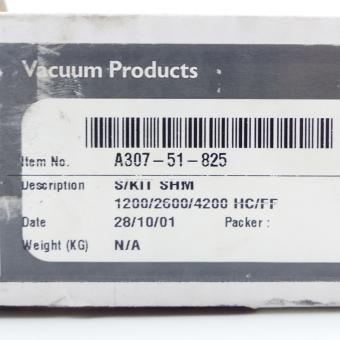 Vacuum Products
Item No. A307-51-825
Description S/KIT SHM
1200/2600/4200 HC/FF
Date 28/10/01 Packer :
Weight (KG) N/A